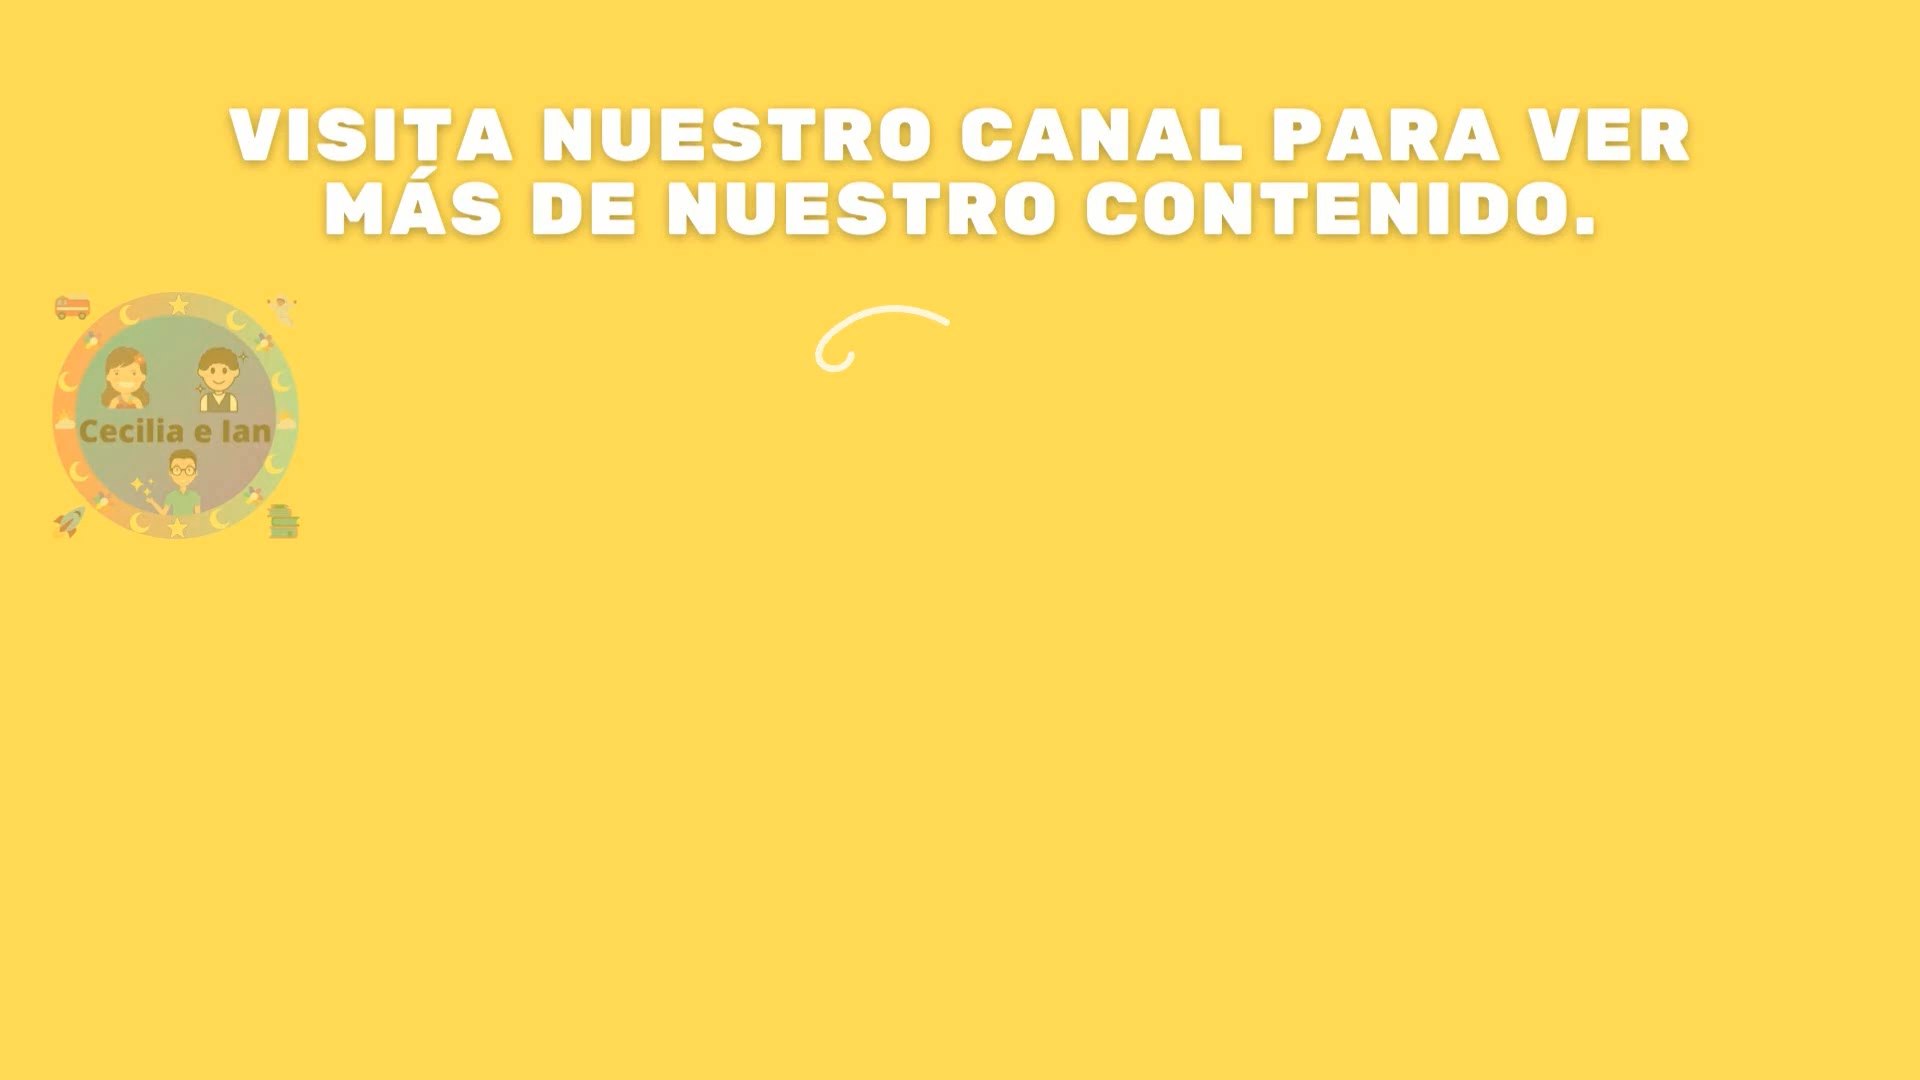 VISITA NUESTRO CANAL PARA VER
MÁS DE NUESTRO CONTENIDO.
Cecilia e Ian